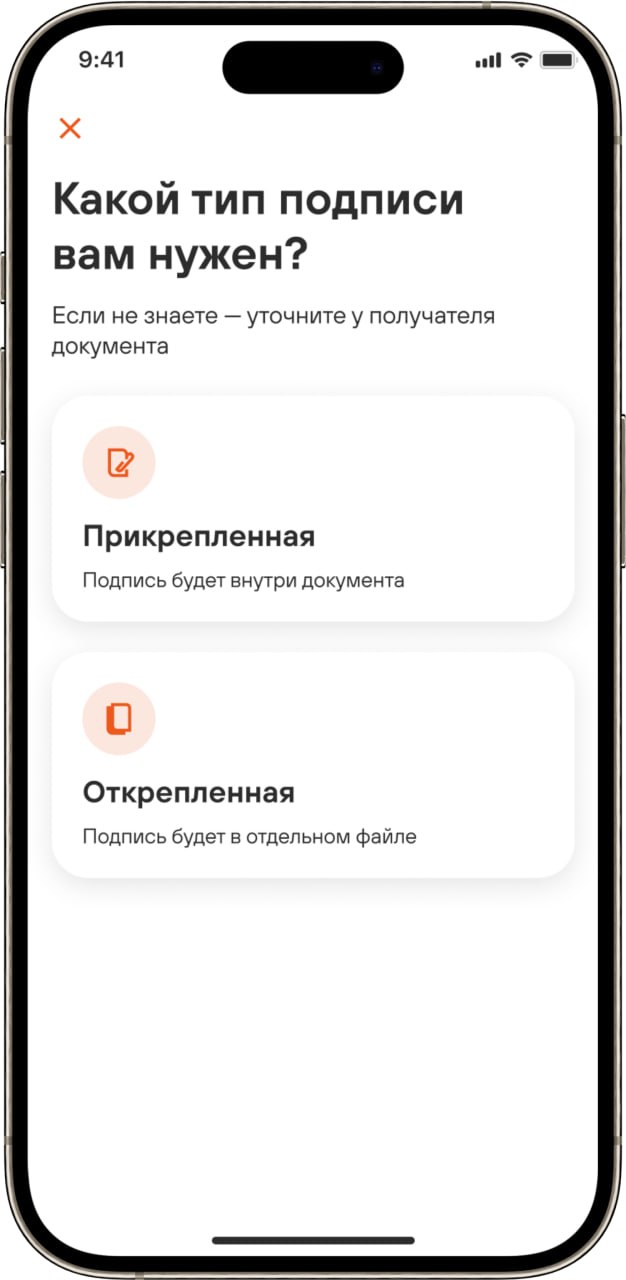 9:41
Какой тип подписи
вам нужен?
Если не знаете — уточните у получателя
документа
Прикрепленная
Подпись будет внутри документа
Открепленная
Подпись будет в отдельном файле